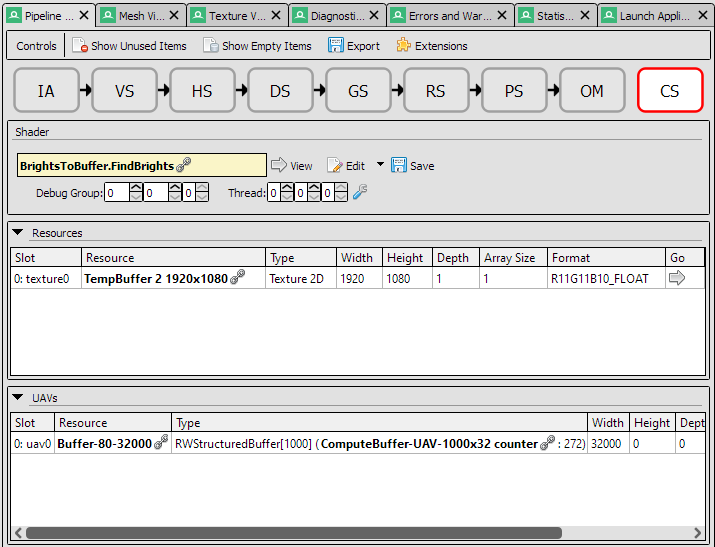 Pipeline ... Mesh Vi... Texture V... Diagnosti... Errors and War... Statis... Launch Appli...
Controls Show Unused Items Show Empty Items Export Extensions
IA VS HS DS GS RS PS OM CS
Shader
BrightsToBuffer.FindBrights View Edit Save
Debug Group: 0 0 0 Thread: 0 0 0
Resources
Slot Resource Type Width Height Depth Array Size Format Go
0: texture0 TempBuffer 2 1920x1080 Texture 2D 1920 1080 1 1 R11G11B10_FLOAT
UAVs
Slot Resource Type Width Height Dept
0: uav0 Buffer-80-32000 RWStructuredBuffer[1000] (ComputeBuffer-UAV-1000x32 counter : 272) 32000 0 0